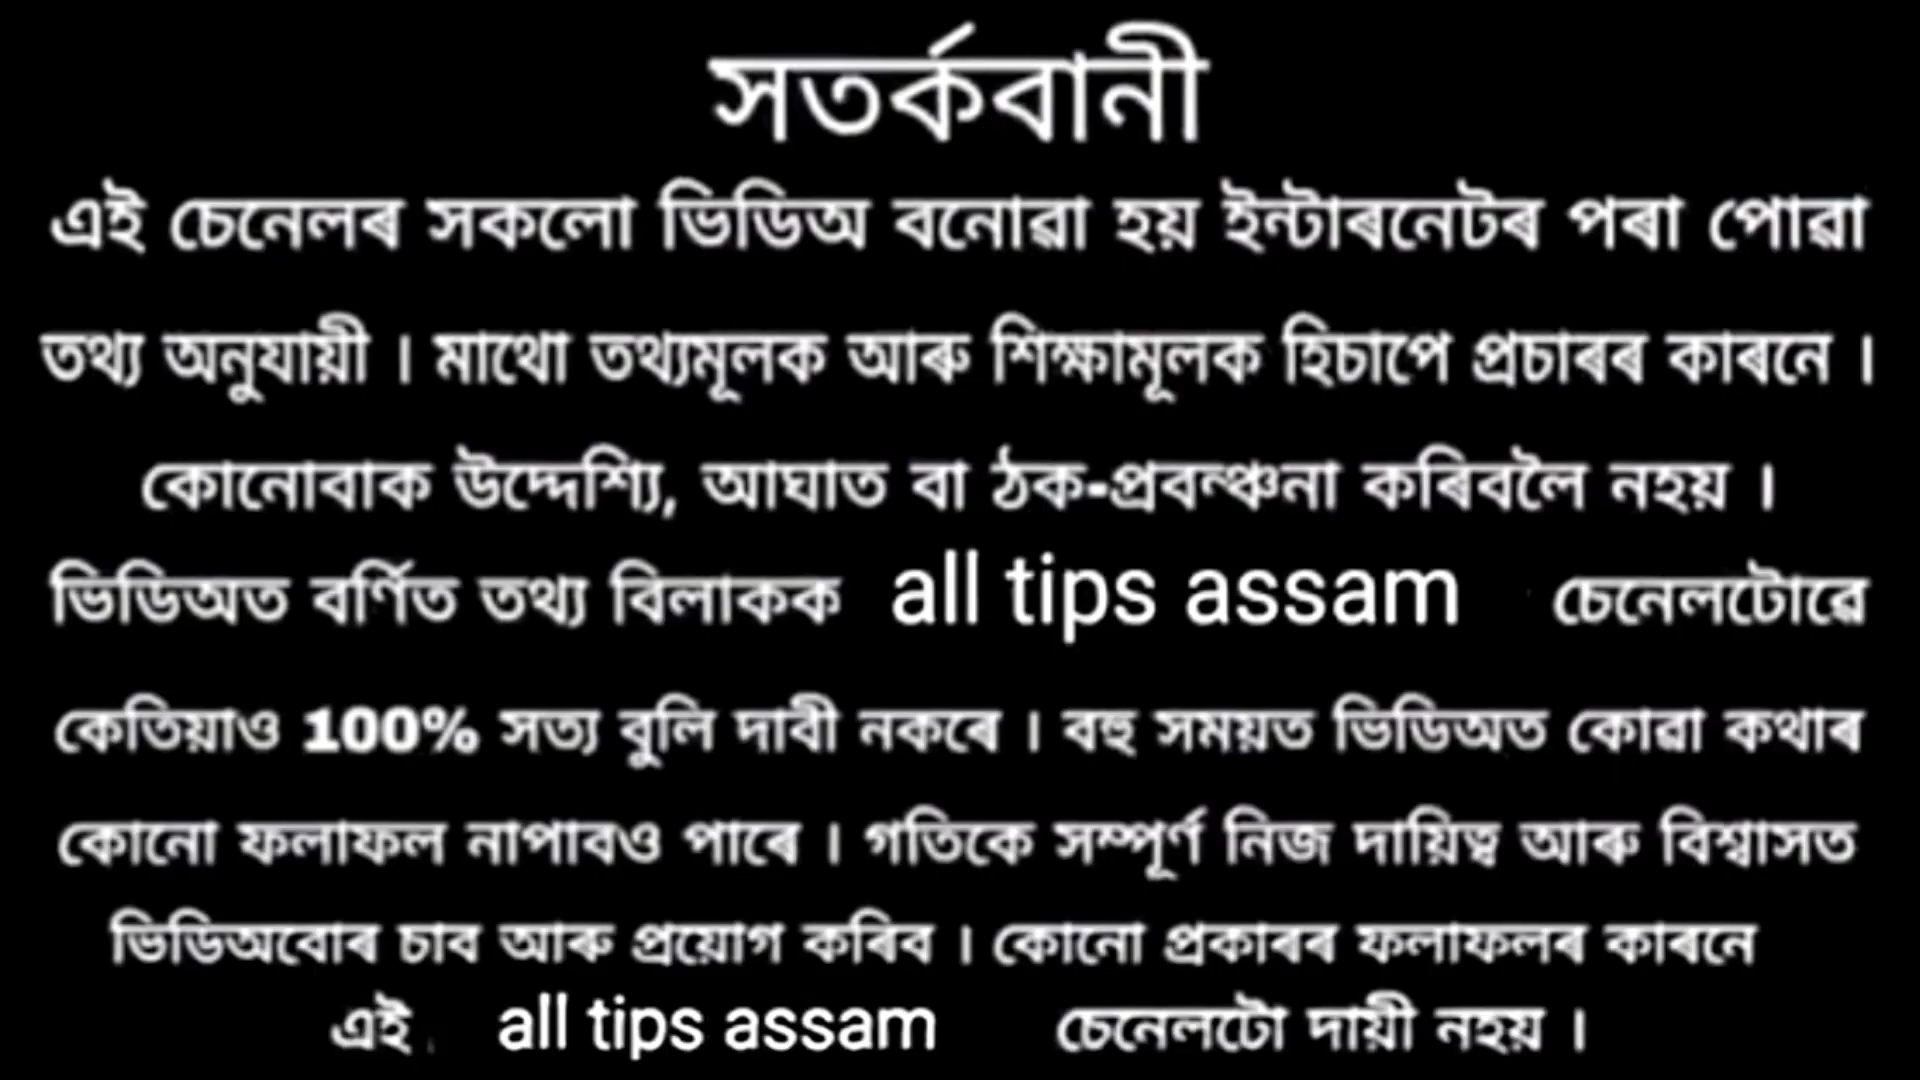 সতৰ্কবানী
এই চেনেলৰ সকলো ভিডিঅ বনোৱা হয় ইন্টাৰনেটৰ পৰা পোৱা
তথ্য অনুযায়ী । মাথো তথ্যমূলক আৰু শিক্ষামূলক হিচাপে প্ৰচাৰৰ কাৰনে ।
কোনোবাক উদ্দেশ্যি, আঘাত বা ঠক-প্ৰবন্ঞ্চনা কৰিবলৈ নহয় ।
ভিডিঅত বৰ্ণিত তথ্য বিলাকক all tips assam চেনেলটোৱে
কেতিয়াও 100% সত্য বুলি দাবী নকৰে । বহু সময়ত ভিডিঅত কোৱা কথাৰ
কোনো ফলাফল নাপাবও পাৰে । গতিকে সম্পূৰ্ণ নিজ দায়িত্ব আৰু বিশ্বাসত
ভিডিঅবোৰ চাব আৰু প্ৰয়োগ কৰিব । কোনো প্ৰকাৰৰ ফলাফলৰ কাৰনে
এই all tips assam চেনেলটো দায়ী নহয় ।